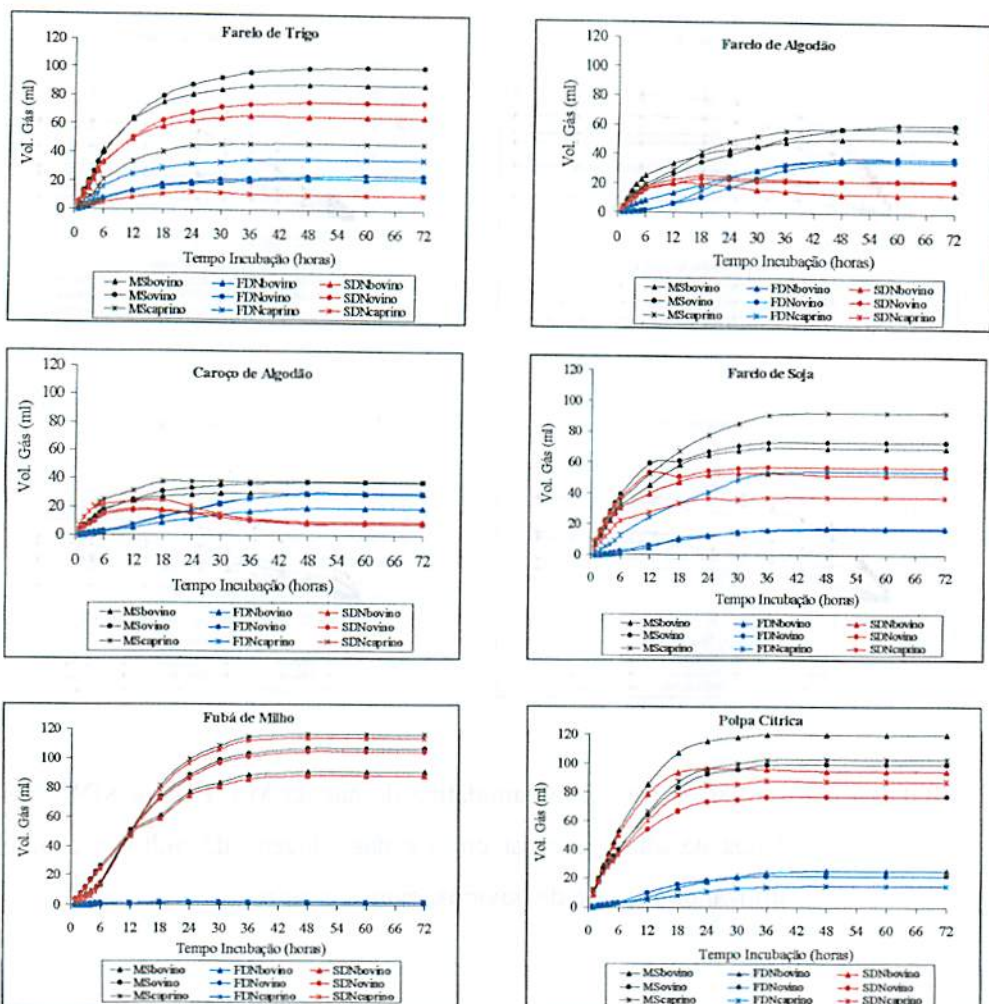 Farelo de Trigo
Vol. Gás (ml)
120
100
80
60
40
20
0
0 6 12 18 24 30 36 42 48 54 60 66 72
Tempo Incubação (horas)
MSbovino FDNbovino SDNbovino
MSovino FDNovino SDNovino
MScaprino FDNcaprino SDNcaprino
Farelo de Algodão
Vol. Gás (ml)
120
100
80
60
40
20
0
0 6 12 18 24 30 36 42 48 54 60 66 72
Tempo Incubação (horas)
MSbovino FDNbovino SDNbovino
MSovino FDNovino SDNovino
MScaprino FDNcaprino SDNcaprino
Caroço de Algodão
Vol. Gás (ml)
120
100
80
60
40
20
0
0 6 12 18 24 30 36 42 48 54 60 66 72
Tempo Incubação (horas)
MSbovino FDNbovino SDNbovino
MSovino FDNovino SDNovino
MScaprino FDNcaprino SDNcaprino
Farelo de Soja
Vol. Gás (ml)
120
100
80
60
40
20
0
0 6 12 18 24 30 36 42 48 54 60 66 72
Tempo Incubação (horas)
MSbovino FDNbovino SDNbovino
MSovino FDNovino SDNovino
MScaprino FDNcaprino SDNcaprino
Fubá de Milho
Vol. Gás (ml)
120
100
80
60
40
20
0
0 6 12 18 24 30 36 42 48 54 60 66 72
Tempo Incubação (horas)
MSbovino FDNbovino SDNbovino
MSovino FDNovino SDNovino
MScaprino FDNcaprino SDNcaprino
Polpa Cítrica
Vol. Gás (ml)
120
100
80
60
40
20
0
0 6 12 18 24 30 36 42 48 54 60 66 72
Tempo Incubação (horas)
MSbovino FDNbovino SDNbovino
MSovino FDNovino SDNovino
MScaprino FDNcaprino SDNcaprino